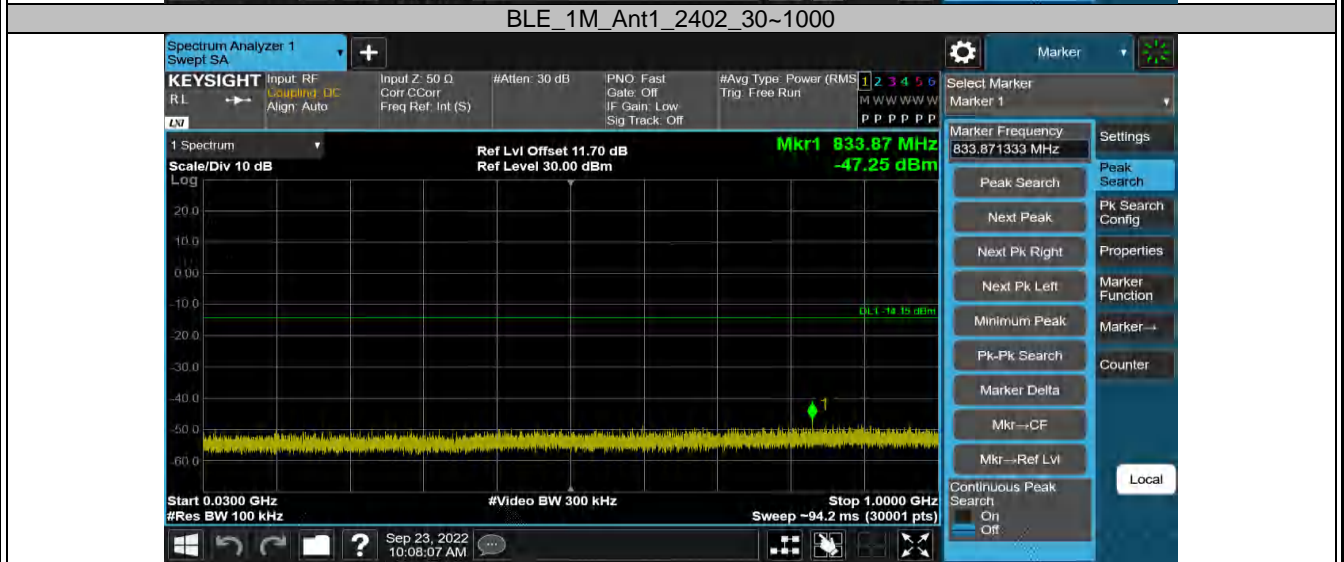 BLE_1M_Ant1_2402_30~1000
Spectrum Analyzer 1
Swept SA
+
Marker
KEYSIGHT
RL
LXI
Input: RF
Coupling: DC
Align: Auto
Input Z: 50 Ω
Corr CCorr
Freq Ref: Int (S)
#Atten: 30 dB
PNO: Fast
Gate: Off
IF Gain: Low
Sig Track: Off
#Avg Type: Power (RMS
Trig: Free Run
1 2 3 4 5 6
M W W W W W
P P P P P P
Select Marker
Marker 1
1 Spectrum
Scale/Div 10 dB
Log
Ref Lvl Offset 11.70 dB
Ref Level 30.00 dBm
Mkr1 833.87 MHz
-47.25 dBm
20.0
10.0
0.00
-10.0
-20.0
-30.0
-40.0
-50.0
-60.0
DL1 -14.15 dBm
1
Start 0.0300 GHz
#Res BW 100 kHz
#Video BW 300 kHz
Stop 1.0000 GHz
Sweep ~94.2 ms (30001 pts)
Marker Frequency
833.871333 MHz
Peak Search
Next Peak
Next Pk Right
Next Pk Left
Minimum Peak
Pk-Pk Search
Marker Delta
Mkr→CF
Mkr→Ref Lvl
Continuous Peak
Search
On
Off
Settings
Peak
Search
Pk Search
Config
Properties
Marker
Function
Marker→
Counter
Local
?
Sep 23, 2022
10:08:07 AM